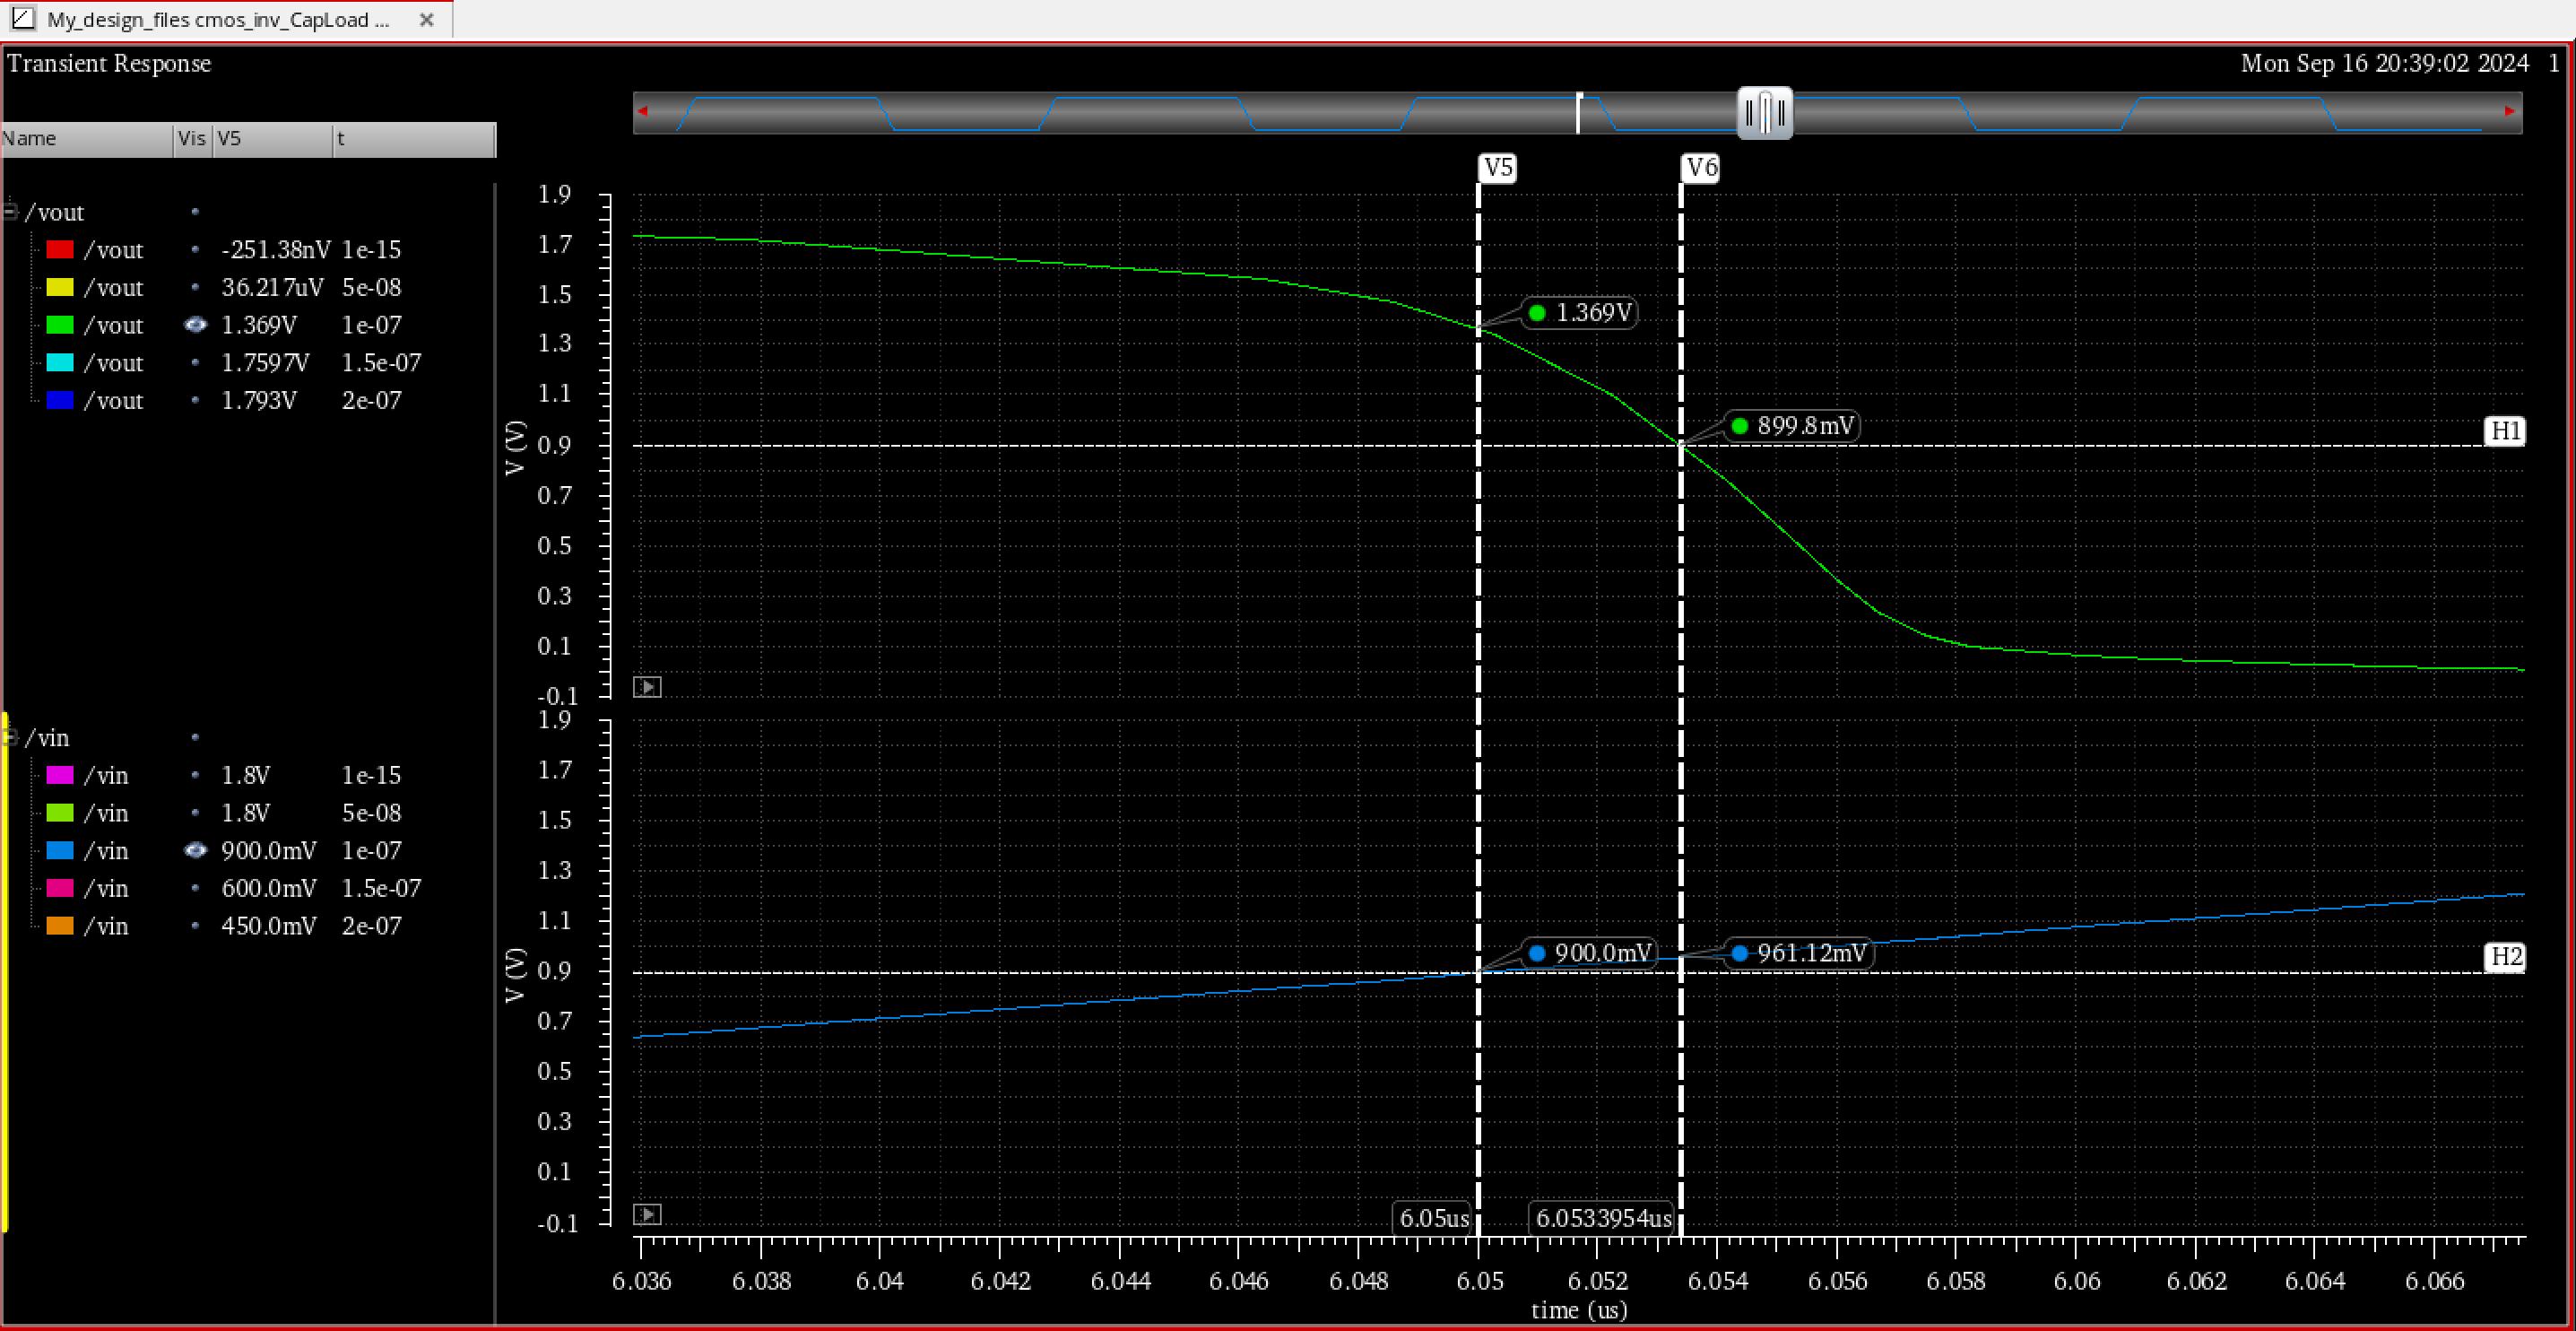 My_design_files cmos_inv_CapLoad ...
Transient Response
Mon Sep 16 20:39:02 2024 1
Name Vis V5 t
/vout
/vout -251.38nV 1e-15
/vout 36.217uV 5e-08
/vout 1.369V 1e-07
/vout 1.7597V 1.5e-07
/vout 1.793V 2e-07
/vin
/vin 1.8V 1e-15
/vin 1.8V 5e-08
/vin 900.0mV 1e-07
/vin 600.0mV 1.5e-07
/vin 450.0mV 2e-07
V5 V6
1.9
1.7
1.5
1.3
1.1
0.9
0.7
0.5
0.3
0.1
-0.1
V (V)
1.369V
899.8mV
H1
1.9
1.7
1.5
1.3
1.1
0.9
0.7
0.5
0.3
0.1
-0.1
V (V)
900.0mV 961.12mV
H2
6.05us 6.0533954us
6.036 6.038 6.04 6.042 6.044 6.046 6.048 6.05 6.052 6.054 6.056 6.058 6.06 6.062 6.064 6.066
time (us)